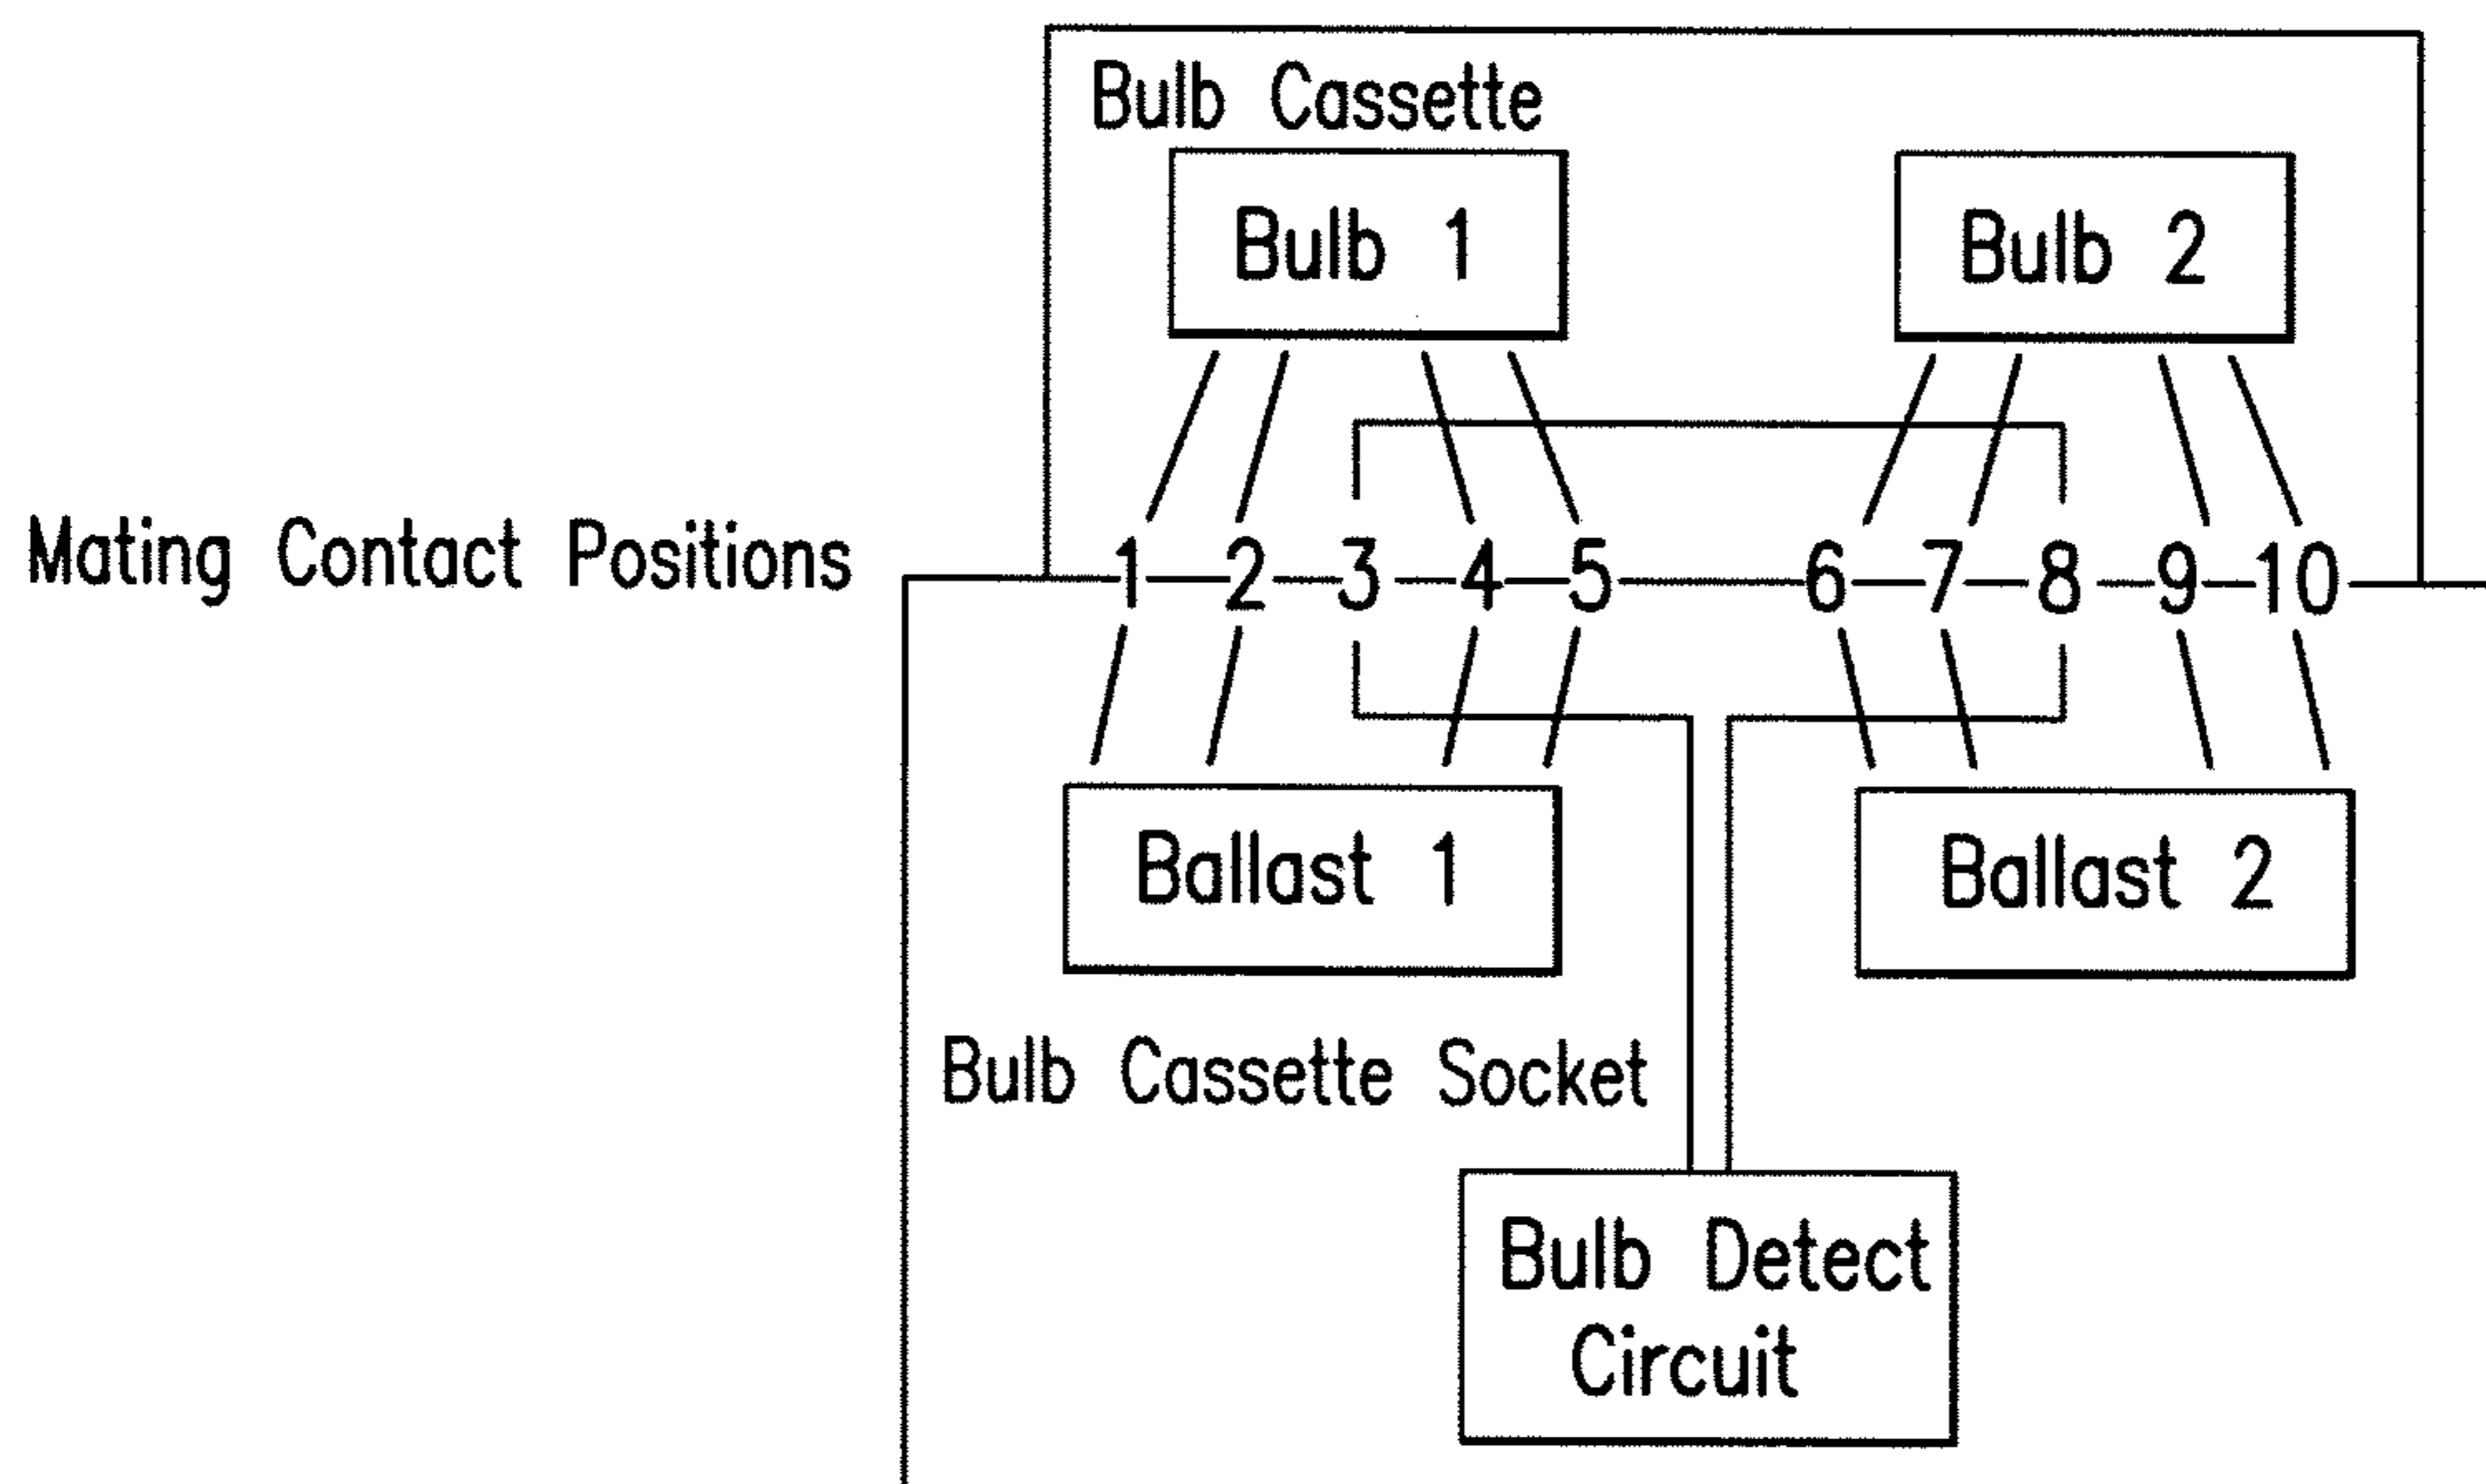 Bulb Cassette
Bulb 1
Bulb 2
Mating Contact Positions
1 2 3 4 5 6 7 8 9 10
Ballast 1
Ballast 2
Bulb Cassette Socket
Bulb Detect
Circuit